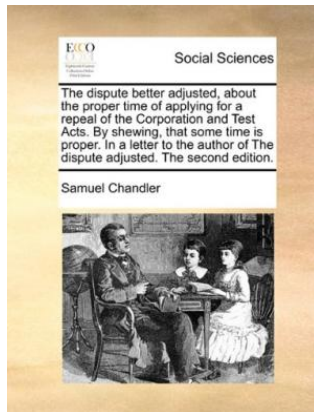 ECCO
Social Sciences
The dispute better adjusted, about
the proper time of applying for a
repeal of the Corporation and Test
Acts. By shewing, that some time is
proper. In a letter to the author of The
dispute adjusted. The second edition.
Samuel Chandler